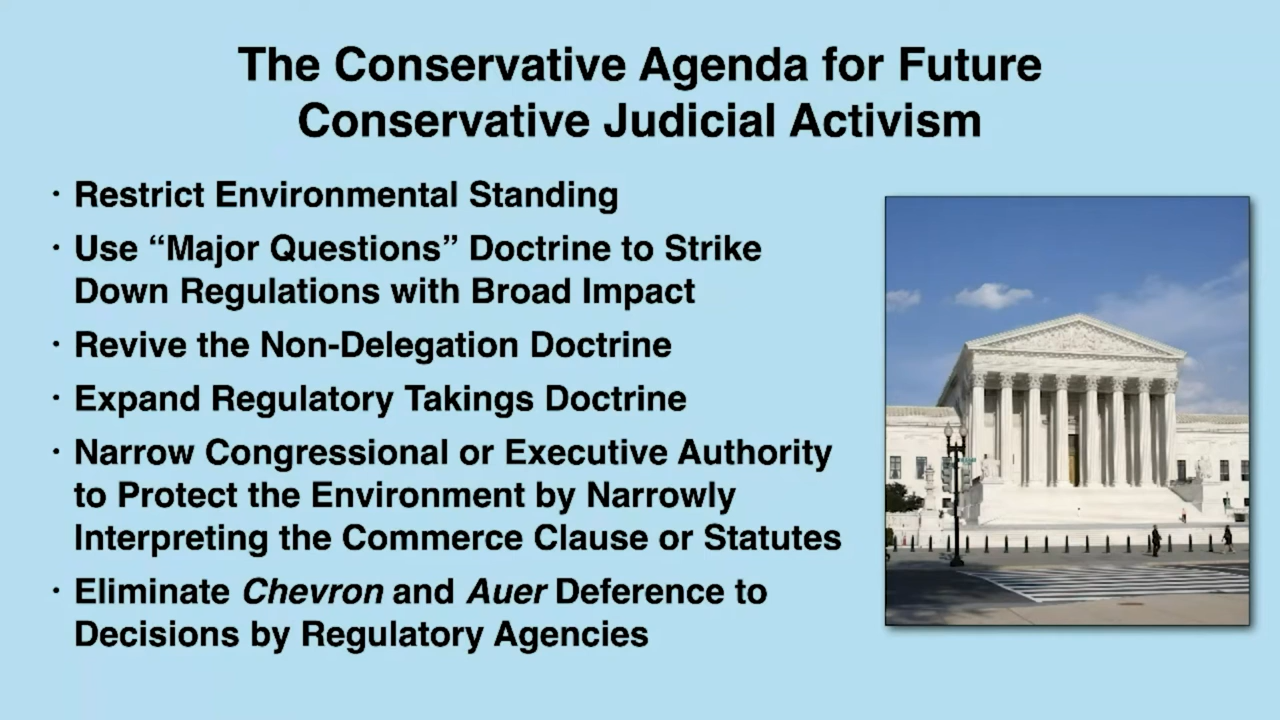 The Conservative Agenda for Future
Conservative Judicial Activism
· Restrict Environmental Standing
· Use “Major Questions” Doctrine to Strike
Down Regulations with Broad Impact
· Revive the Non-Delegation Doctrine
· Expand Regulatory Takings Doctrine
· Narrow Congressional or Executive Authority
to Protect the Environment by Narrowly
Interpreting the Commerce Clause or Statutes
· Eliminate Chevron and Auer Deference to
Decisions by Regulatory Agencies